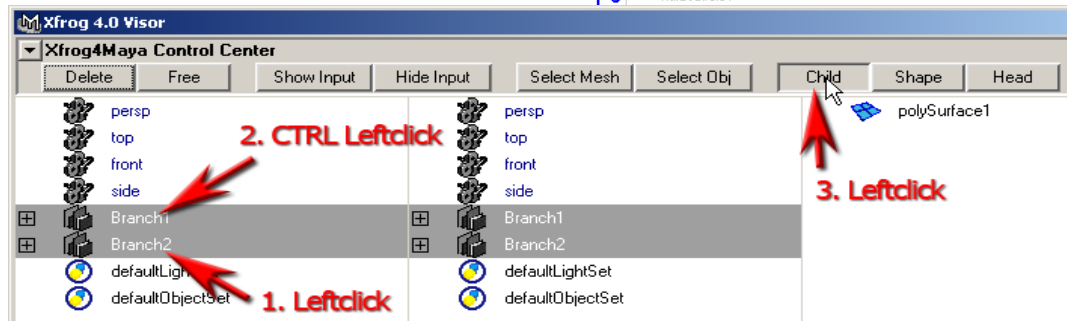 Xfrog 4.0 Visor
Xfrog4Maya Control Center
Delete Free Show Input Hide Input Select Mesh Select Obj Child Shape Head
persp persp polySurface1
top top
2. CTRL Leftclick
front front
side side
3. Leftclick
Branch1 Branch1
Branch2 Branch2
defaultLightSet
defaultObjectSet defaultObjectSet
1. Leftclick